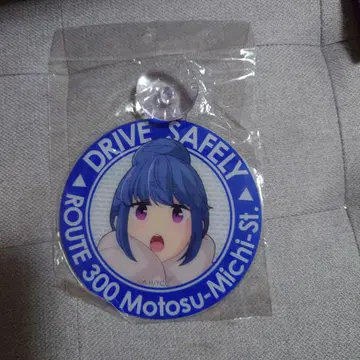 DRIVE SAFELY
ROUTE 300 Motosu-Michi-St.